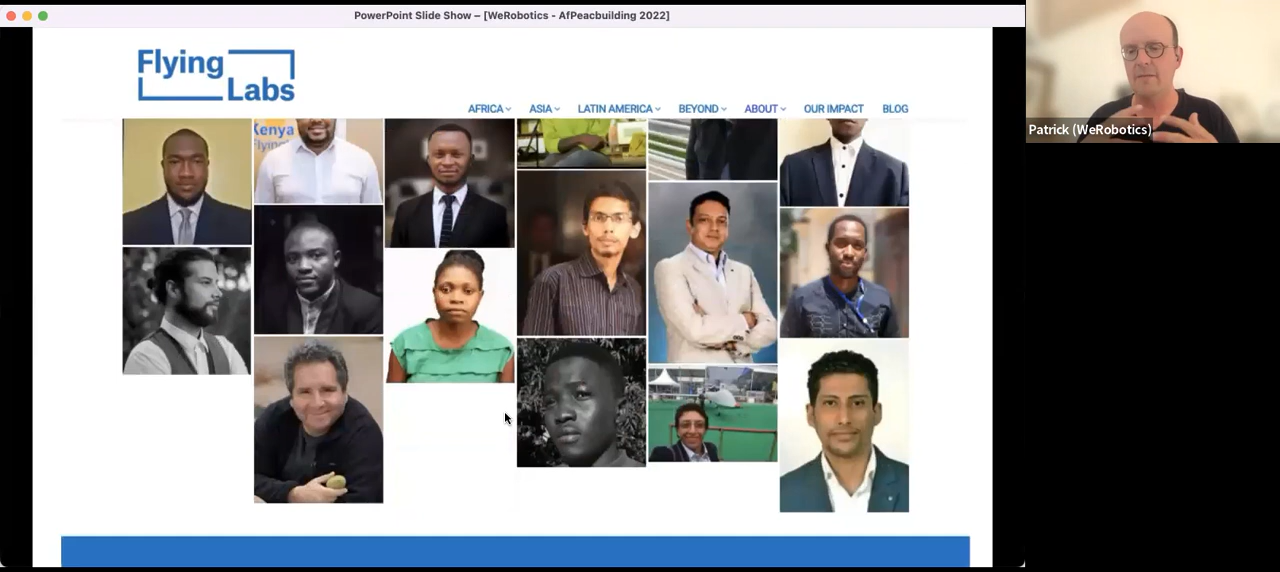 PowerPoint Slide Show – [WeRobotics - AfPeacbuilding 2022]
Flying
Labs
AFRICA ASIA LATIN AMERICA BEYOND ABOUT OUR IMPACT BLOG
Kenya
Flying
Patrick (WeRobotics)